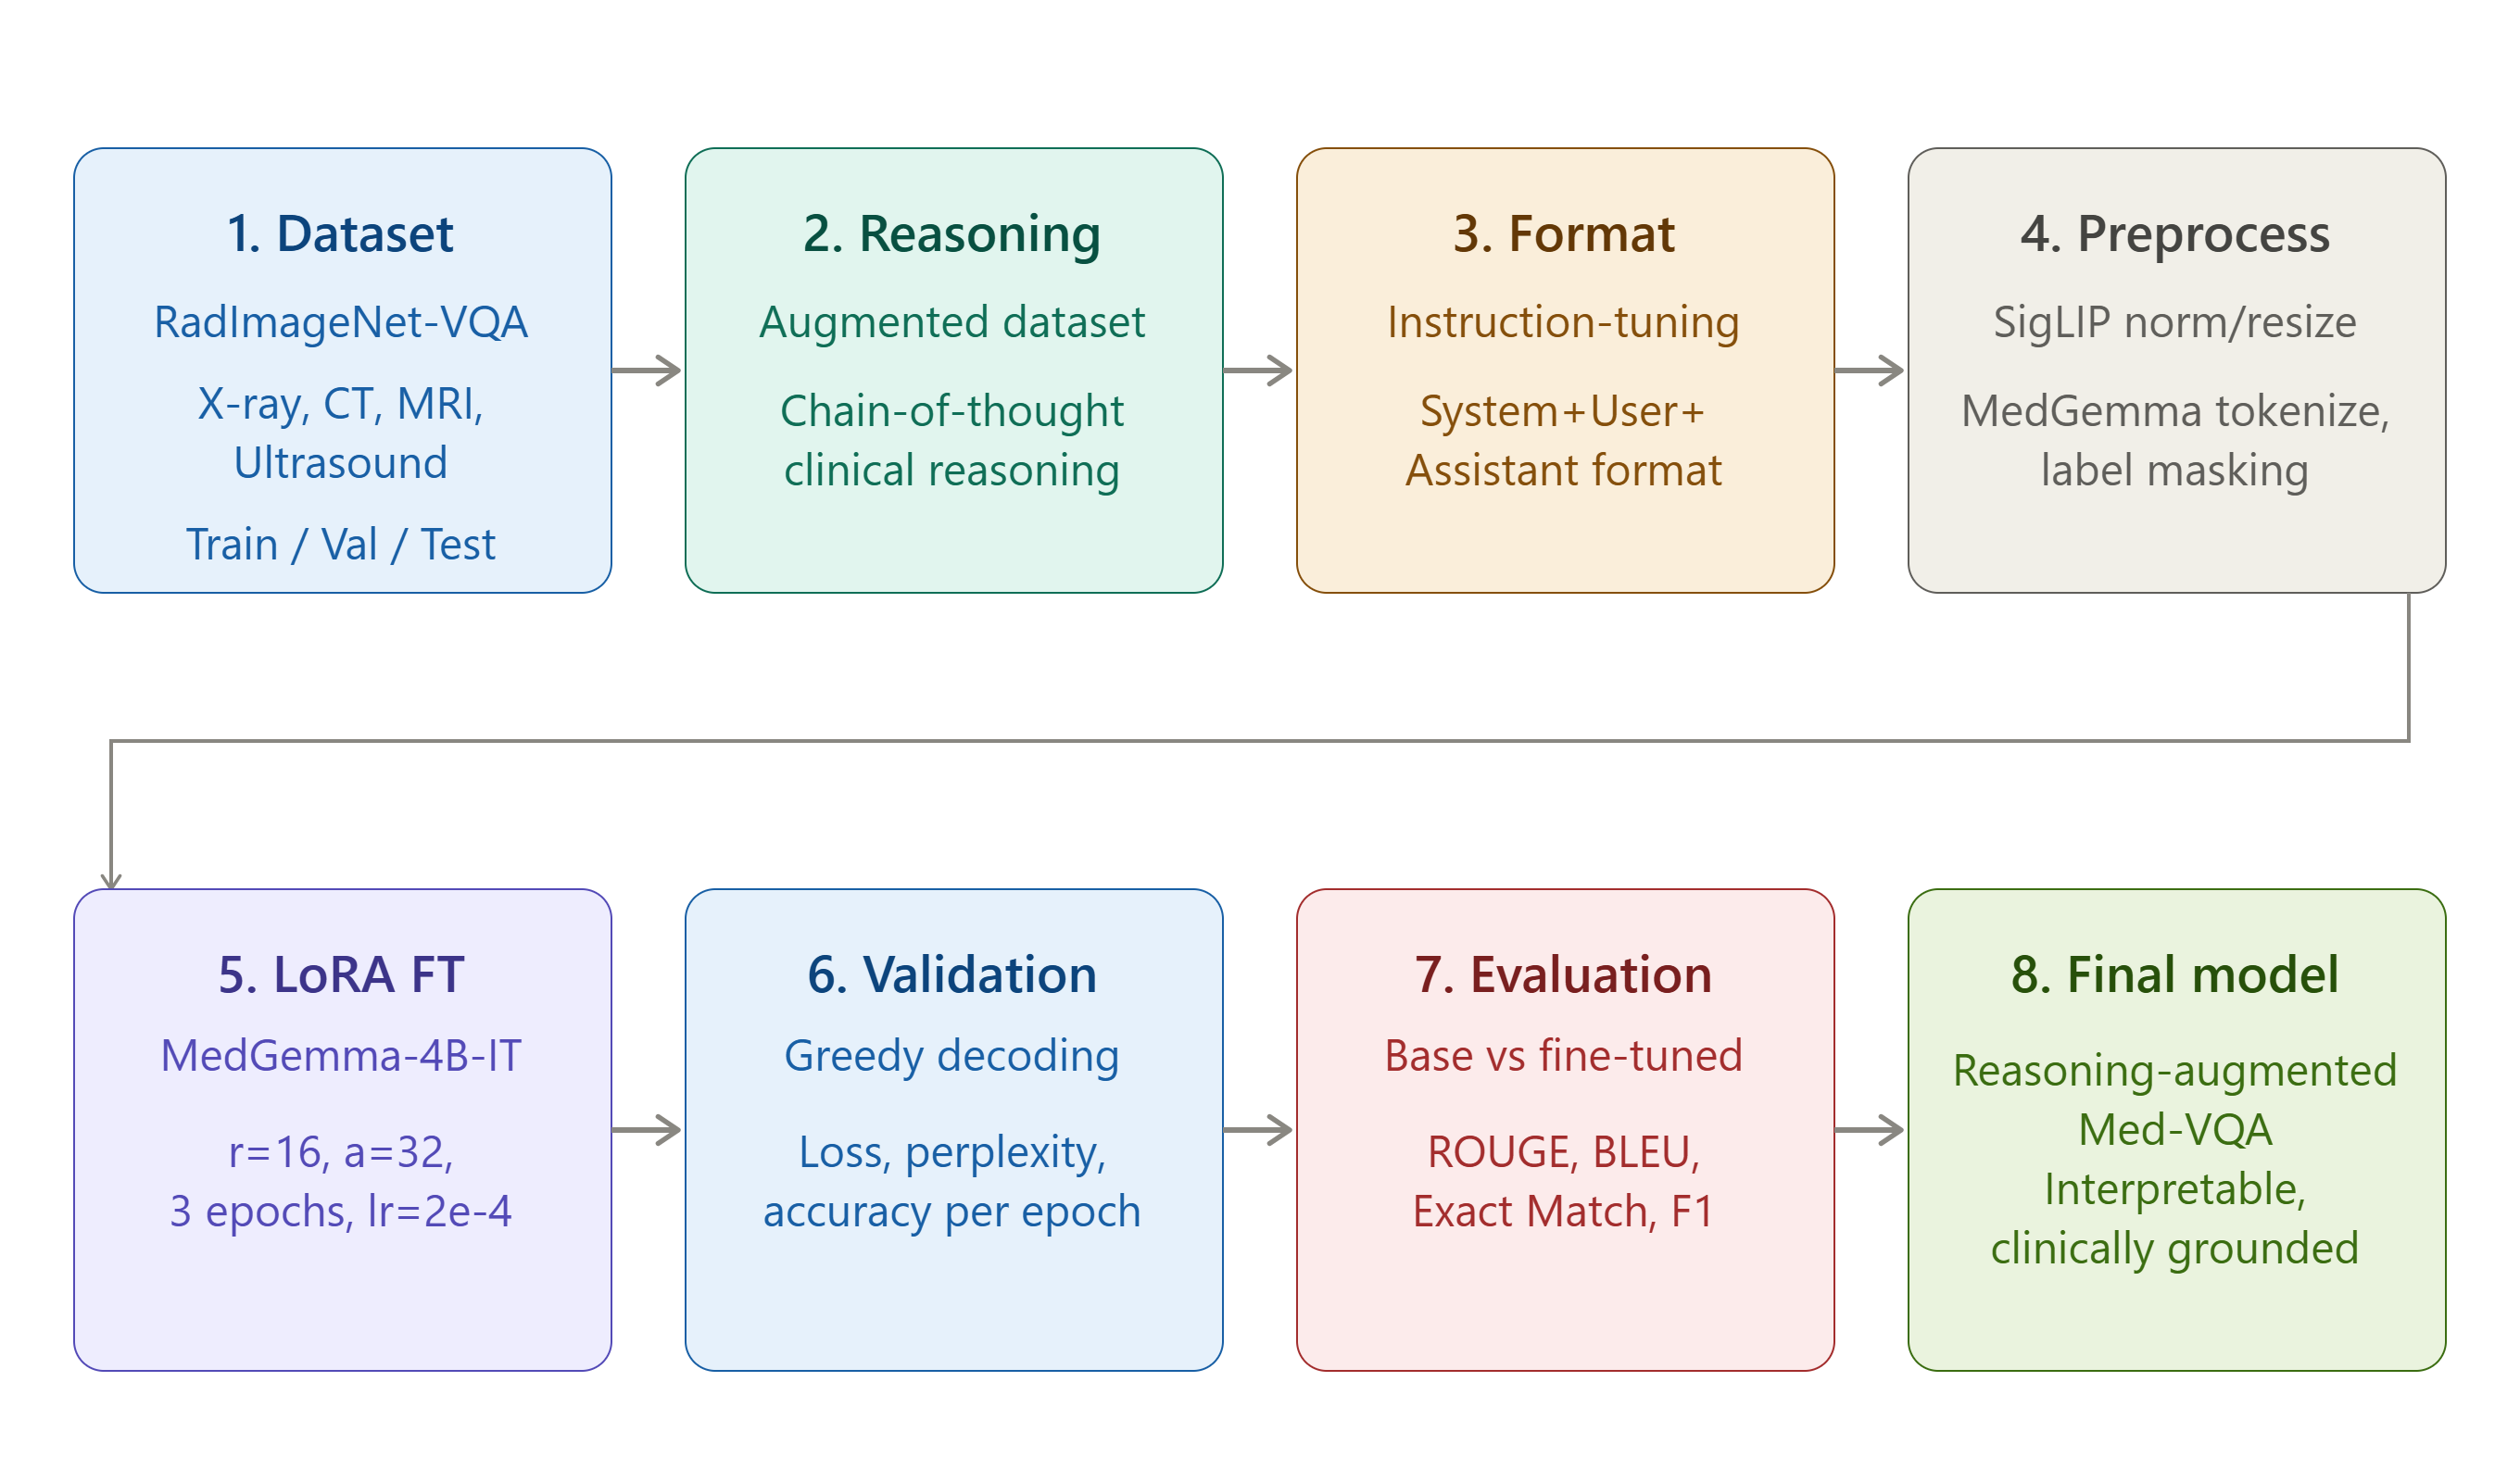 1. Dataset
RadImageNet-VQA
X-ray, CT, MRI,
Ultrasound
Train / Val / Test
2. Reasoning
Augmented dataset
Chain-of-thought
clinical reasoning
3. Format
Instruction-tuning
System+User+
Assistant format
4. Preprocess
SigLIP norm/resize
MedGemma tokenize,
label masking
5. LoRA FT
MedGemma-4B-IT
r=16, a=32,
3 epochs, lr=2e-4
6. Validation
Greedy decoding
Loss, perplexity,
accuracy per epoch
7. Evaluation
Base vs fine-tuned
ROUGE, BLEU,
Exact Match, F1
8. Final model
Reasoning-augmented
Med-VQA
Interpretable,
clinically grounded